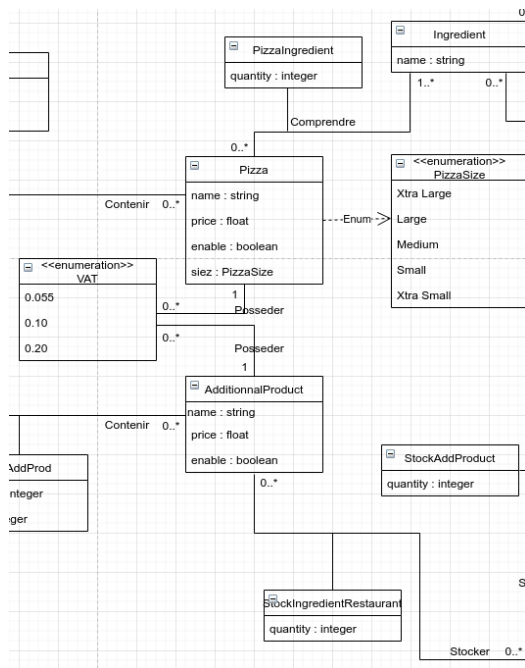 0
Ingredient
PizzaIngredient
name : string
quantity : integer
1..*
0..*
Comprendre
0..*
Pizza
<<enumeration>>
PizzaSize
name : string
Xtra Large
Contenir
0..*
price : float
Enum
Large
enable : boolean
Medium
<<enumeration>>
VAT
siez : PizzaSize
Small
0.055
1
Xtra Small
0..*
Posseder
0.10
0..*
0.20
Posseder
1
AdditionnalProduct
name : string
Contenir
0..*
price : float
enable : boolean
StockAddProduct
AddProd
0..*
quantity : integer
nteger
ger
StockIngredientRestaurant
S
quantity : integer
Stocker
0..*